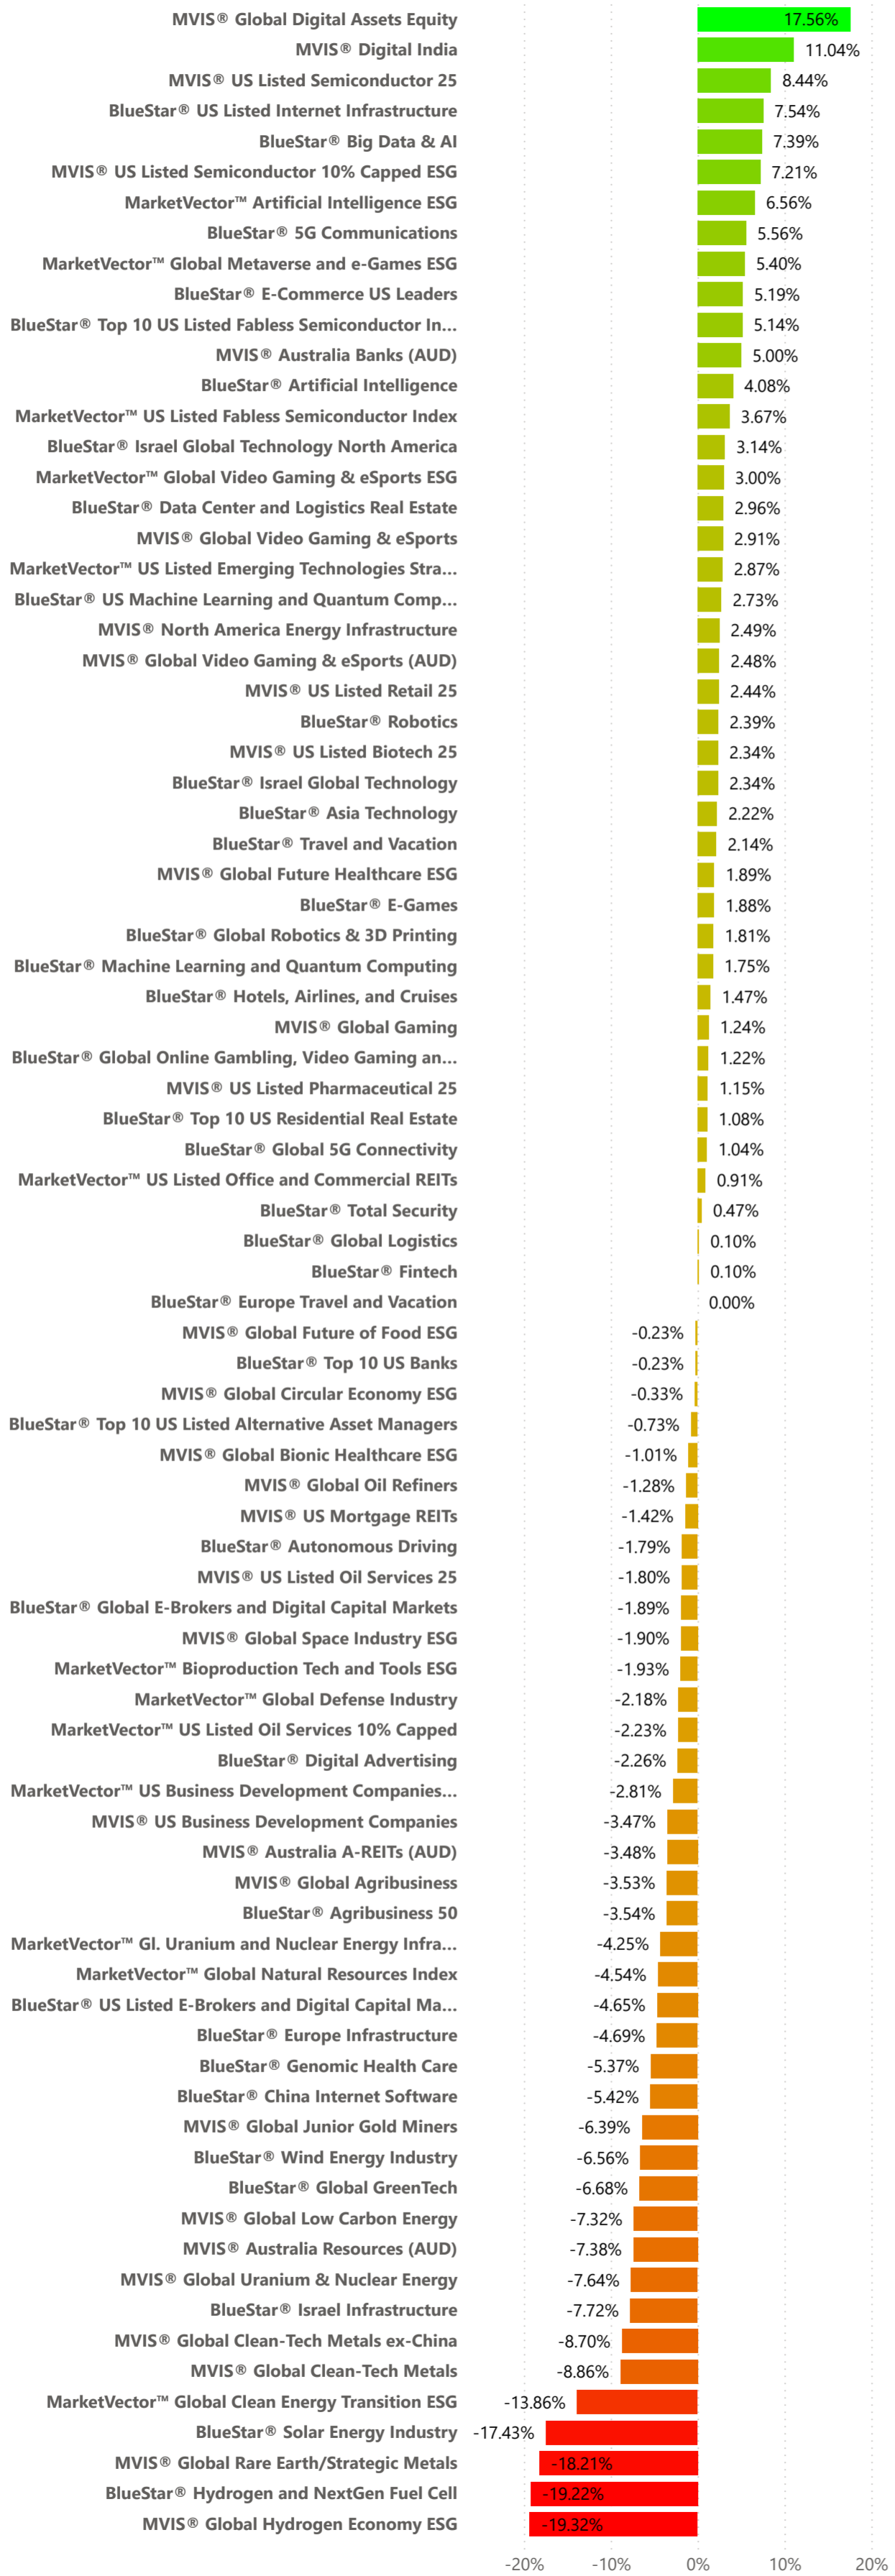 MVIS® Global Digital Assets Equity 17.56%
MVIS® Digital India 11.04%
MVIS® US Listed Semiconductor 25 8.44%
BlueStar® US Listed Internet Infrastructure 7.54%
BlueStar® Big Data & AI 7.39%
MVIS® US Listed Semiconductor 10% Capped ESG 7.21%
MarketVector™ Artificial Intelligence ESG 6.56%
BlueStar® 5G Communications 5.56%
MarketVector™ Global Metaverse and e-Games ESG 5.40%
BlueStar® E-Commerce US Leaders 5.19%
BlueStar® Top 10 US Listed Fabless Semiconductor In... 5.14%
MVIS® Australia Banks (AUD) 5.00%
BlueStar® Artificial Intelligence 4.08%
MarketVector™ US Listed Fabless Semiconductor Index 3.67%
BlueStar® Israel Global Technology North America 3.14%
MarketVector™ Global Video Gaming & eSports ESG 3.00%
BlueStar® Data Center and Logistics Real Estate 2.96%
MVIS® Global Video Gaming & eSports 2.91%
MarketVector™ US Listed Emerging Technologies Stra... 2.87%
BlueStar® US Machine Learning and Quantum Comp... 2.73%
MVIS® North America Energy Infrastructure 2.49%
MVIS® Global Video Gaming & eSports (AUD) 2.48%
MVIS® US Listed Retail 25 2.44%
BlueStar® Robotics 2.39%
MVIS® US Listed Biotech 25 2.34%
BlueStar® Israel Global Technology 2.34%
BlueStar® Asia Technology 2.22%
BlueStar® Travel and Vacation 2.14%
MVIS® Global Future Healthcare ESG 1.89%
BlueStar® E-Games 1.88%
BlueStar® Global Robotics & 3D Printing 1.81%
BlueStar® Machine Learning and Quantum Computing 1.75%
BlueStar® Hotels, Airlines, and Cruises 1.47%
MVIS® Global Gaming 1.24%
BlueStar® Global Online Gambling, Video Gaming an... 1.22%
MVIS® US Listed Pharmaceutical 25 1.15%
BlueStar® Top 10 US Residential Real Estate 1.08%
BlueStar® Global 5G Connectivity 1.04%
MarketVector™ US Listed Office and Commercial REITs 0.91%
BlueStar® Total Security 0.47%
BlueStar® Global Logistics 0.10%
BlueStar® Fintech 0.10%
BlueStar® Europe Travel and Vacation 0.00%
MVIS® Global Future of Food ESG -0.23%
BlueStar® Top 10 US Banks -0.23%
MVIS® Global Circular Economy ESG -0.33%
BlueStar® Top 10 US Listed Alternative Asset Managers -0.73%
MVIS® Global Bionic Healthcare ESG -1.01%
MVIS® Global Oil Refiners -1.28%
MVIS® US Mortgage REITs -1.42%
BlueStar® Autonomous Driving -1.79%
MVIS® US Listed Oil Services 25 -1.80%
BlueStar® Global E-Brokers and Digital Capital Markets -1.89%
MVIS® Global Space Industry ESG -1.90%
MarketVector™ Bioproduction Tech and Tools ESG -1.93%
MarketVector™ Global Defense Industry -2.18%
MarketVector™ US Listed Oil Services 10% Capped -2.23%
BlueStar® Digital Advertising -2.26%
MarketVector™ US Business Development Companies... -2.81%
MVIS® US Business Development Companies -3.47%
MVIS® Australia A-REITs (AUD) -3.48%
MVIS® Global Agribusiness -3.53%
BlueStar® Agribusiness 50 -3.54%
MarketVector™ Gl. Uranium and Nuclear Energy Infra... -4.25%
MarketVector™ Global Natural Resources Index -4.54%
BlueStar® US Listed E-Brokers and Digital Capital Ma... -4.65%
BlueStar® Europe Infrastructure -4.69%
BlueStar® Genomic Health Care -5.37%
BlueStar® China Internet Software -5.42%
MVIS® Global Junior Gold Miners -6.39%
BlueStar® Wind Energy Industry -6.56%
BlueStar® Global GreenTech -6.68%
MVIS® Global Low Carbon Energy -7.32%
MVIS® Australia Resources (AUD) -7.38%
MVIS® Global Uranium & Nuclear Energy -7.64%
BlueStar® Israel Infrastructure -7.72%
MVIS® Global Clean-Tech Metals ex-China -8.70%
MVIS® Global Clean-Tech Metals -8.86%
MarketVector™ Global Clean Energy Transition ESG -13.86%
BlueStar® Solar Energy Industry -17.43%
MVIS® Global Rare Earth/Strategic Metals -18.21%
BlueStar® Hydrogen and NextGen Fuel Cell -19.22%
MVIS® Global Hydrogen Economy ESG -19.32%
-20% -10% 0% 10% 20%